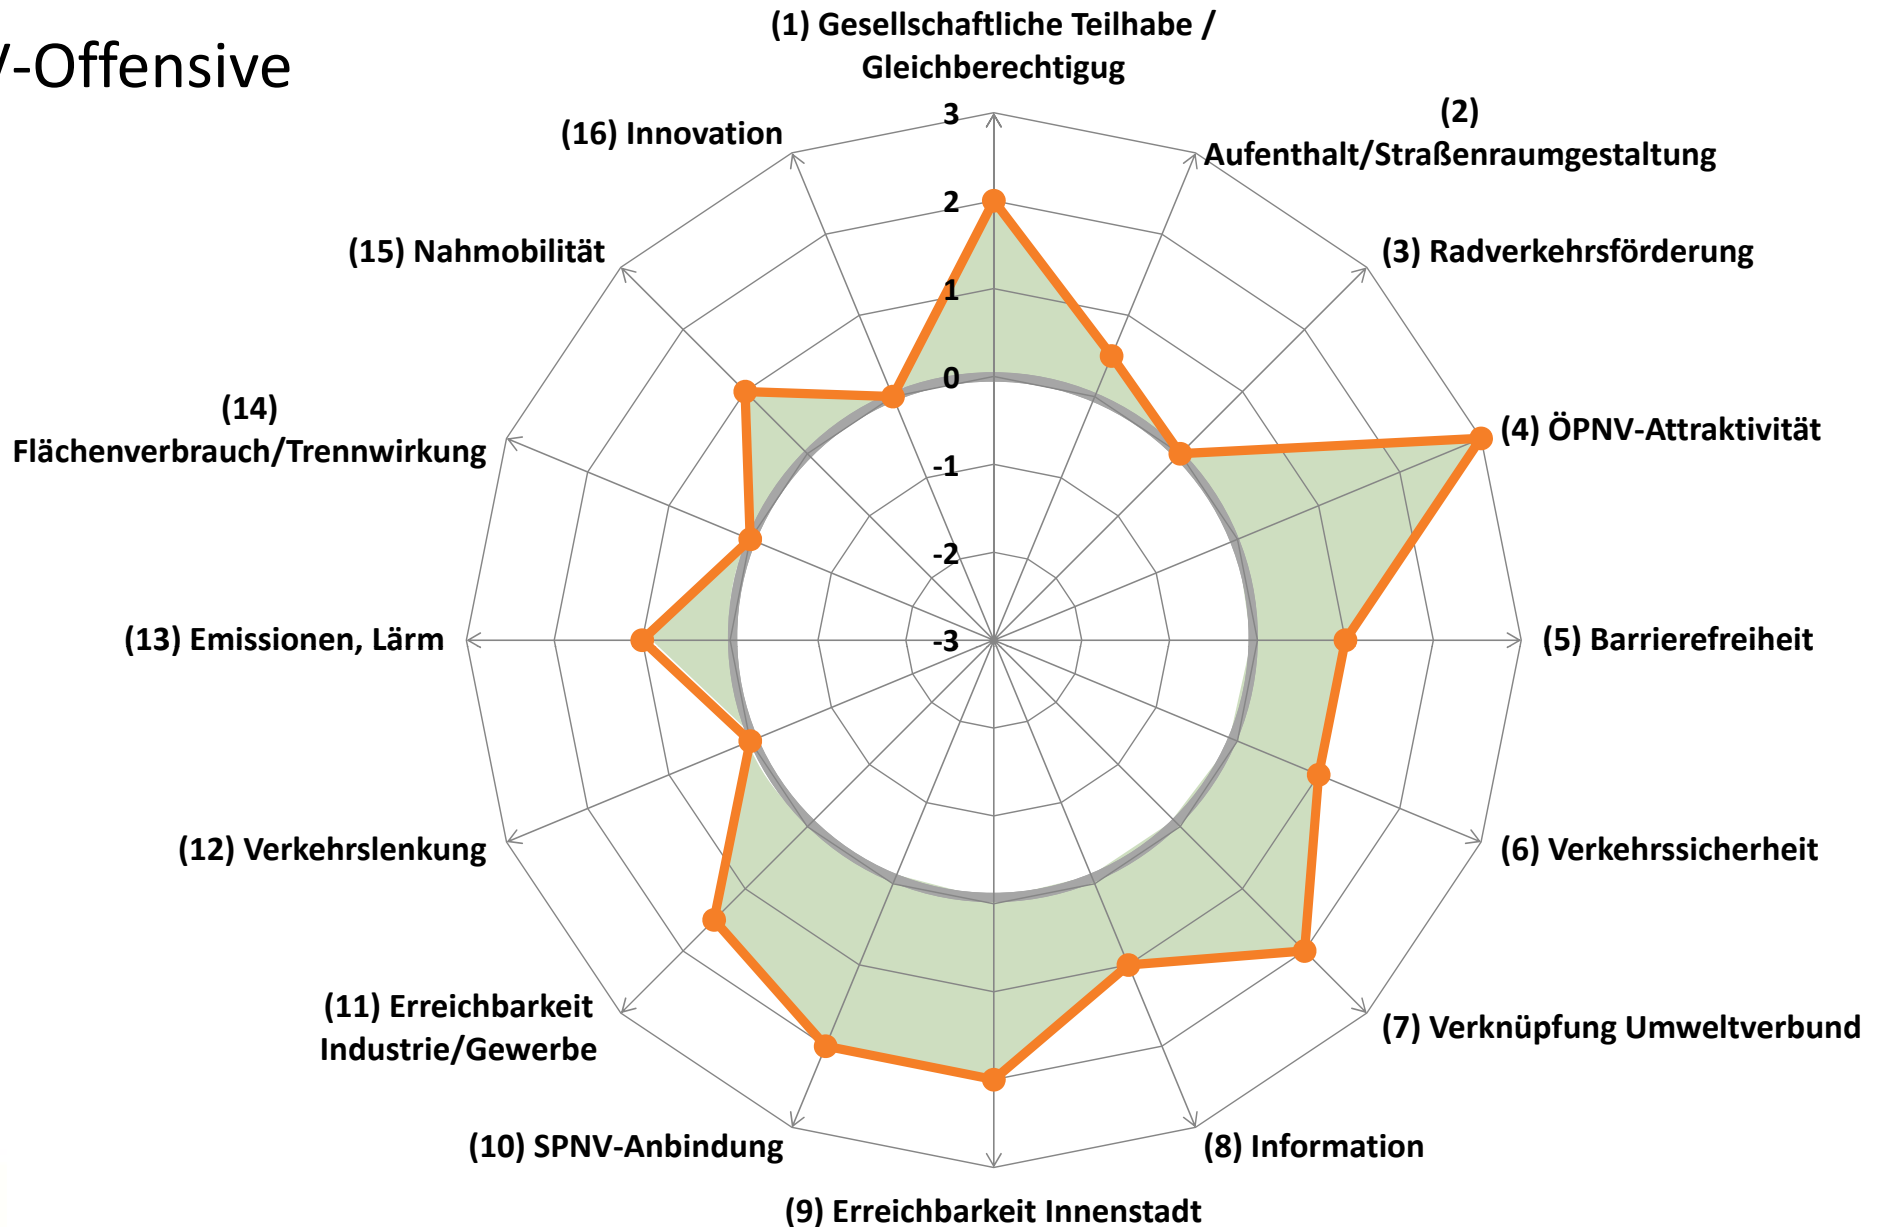 V-Offensive
(1) Gesellschaftliche Teilhabe /
Gleichberechtigug
(2)
Aufenthalt/Straßenraumgestaltung
(3) Radverkehrsförderung
(4) ÖPNV-Attraktivität
(5) Barrierefreiheit
(6) Verkehrssicherheit
(7) Verknüpfung Umweltverbund
(8) Information
(9) Erreichbarkeit Innenstadt
(10) SPNV-Anbindung
(11) Erreichbarkeit
Industrie/Gewerbe
(12) Verkehrslenkung
(13) Emissionen, Lärm
(14)
Flächenverbrauch/Trennwirkung
(15) Nahmobilität
(16) Innovation
3
2
1
0
-1
-2
-3